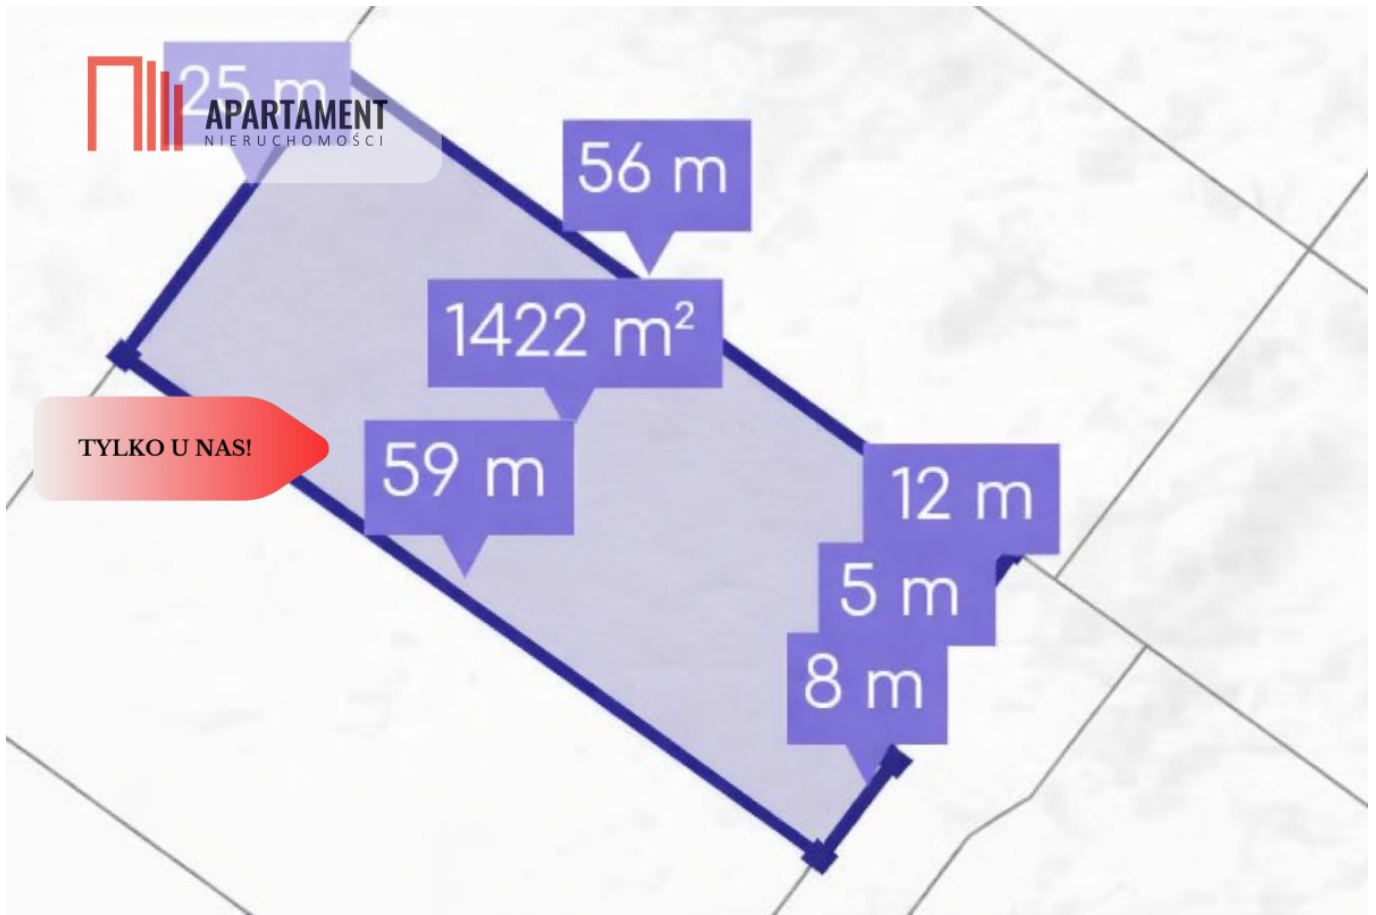 25 m
APARTAMENT
NIERUCHOMOŚCI
56 m
1422 m²
TYLKO U NAS!
59 m
12 m
5 m
8 m